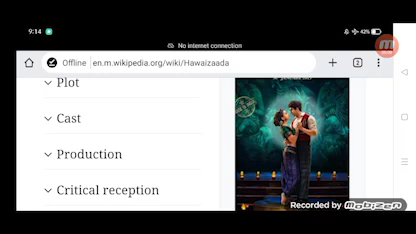 9:14
42%
No internet connection
Offline en.m.wikipedia.org/wiki/Hawaizaada
2
Plot
Cast
Production
Critical reception
Recorded by MOBIZEN